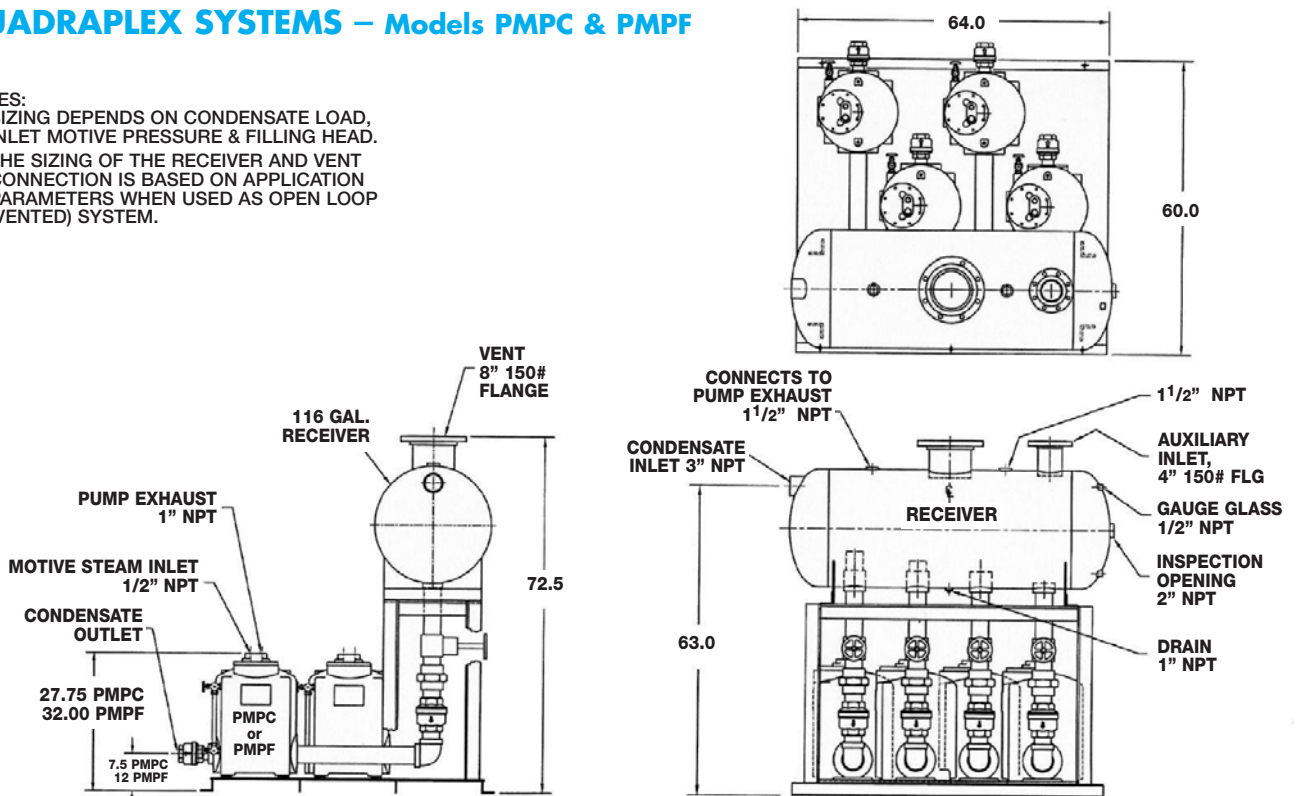 UADRAPLEX SYSTEMS – Models PMPC & PMPF
ES:
IZING DEPENDS ON CONDENSATE LOAD,
NLET MOTIVE PRESSURE & FILLING HEAD.
HE SIZING OF THE RECEIVER AND VENT
CONNECTION IS BASED ON APPLICATION
PARAMETERS WHEN USED AS OPEN LOOP
VENTED) SYSTEM.
64.0
60.0
VENT
8” 150#
FLANGE
116 GAL.
RECEIVER
PUMP EXHAUST
1” NPT
MOTIVE STEAM INLET
1/2” NPT
CONDENSATE
OUTLET
27.75 PMPC
32.00 PMPF
7.5 PMPC
12 PMPF
PMPC
or
PMPF
72.5
CONNECTS TO
PUMP EXHAUST
1 1/2” NPT
CONDENSATE
INLET 3” NPT
RECEIVER
63.0
1 1/2” NPT
AUXILIARY
INLET,
4” 150# FLG
GAUGE GLASS
1/2” NPT
INSPECTION
OPENING
2” NPT
DRAIN
1” NPT